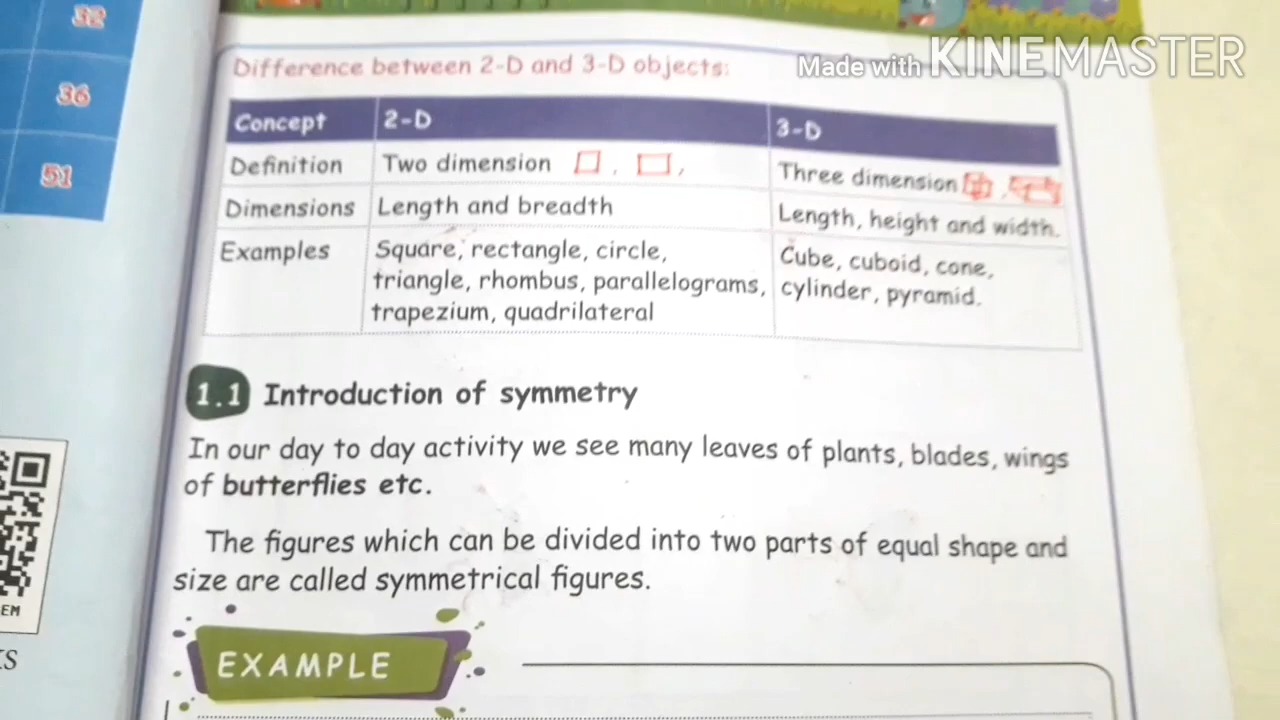 32
36
51
EM
Made with KINEMASTER
Difference between 2-D and 3-D objects:
Concept 2-D 3-D
Definition Two dimension , , Three dimension ,
Dimensions Length and breadth Length, height and width.
Examples Square, rectangle, circle, Cube, cuboid, cone,
triangle, rhombus, parallelograms, cylinder, pyramid.
trapezium, quadrilateral
1.1 Introduction of symmetry
In our day to day activity we see many leaves of plants, blades, wings
of butterflies etc.
The figures which can be divided into two parts of equal shape and
size are called symmetrical figures.
EXAMPLE